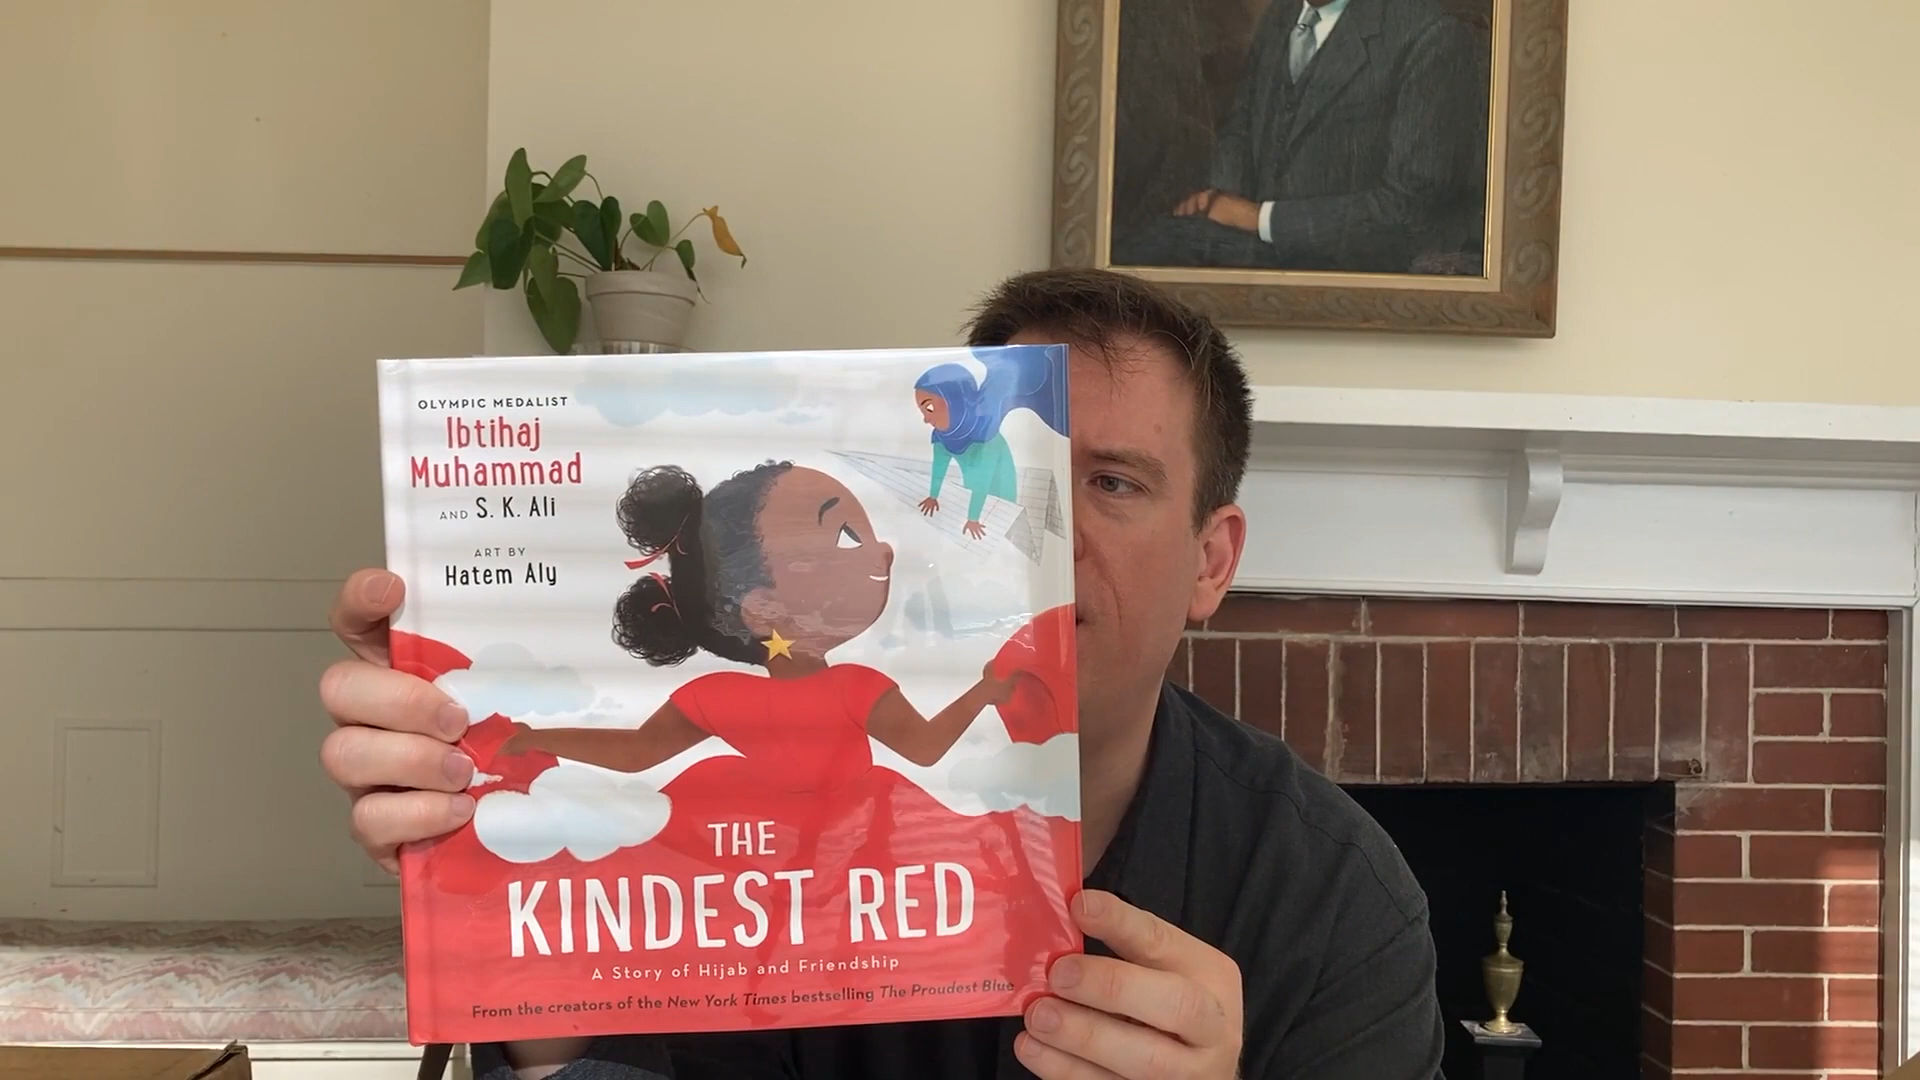 OLYMPIC MEDALIST
Ibtihaj
Muhammad
AND S. K. Ali
ART BY
Hatem Aly
THE
KINDEST RED
A Story of Hijab and Friendship
From the creators of the New York Times bestselling The Proudest Blue